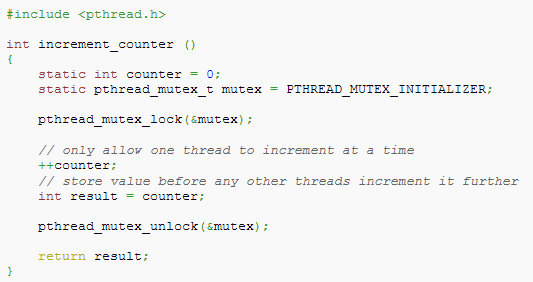 #include <pthread.h>
int increment_counter ()
{
static int counter = 0;
static pthread_mutex_t mutex = PTHREAD_MUTEX_INITIALIZER;
pthread_mutex_lock(&mutex);
// only allow one thread to increment at a time
++counter;
// store value before any other threads increment it further
int result = counter;
pthread_mutex_unlock(&mutex);
return result;
}